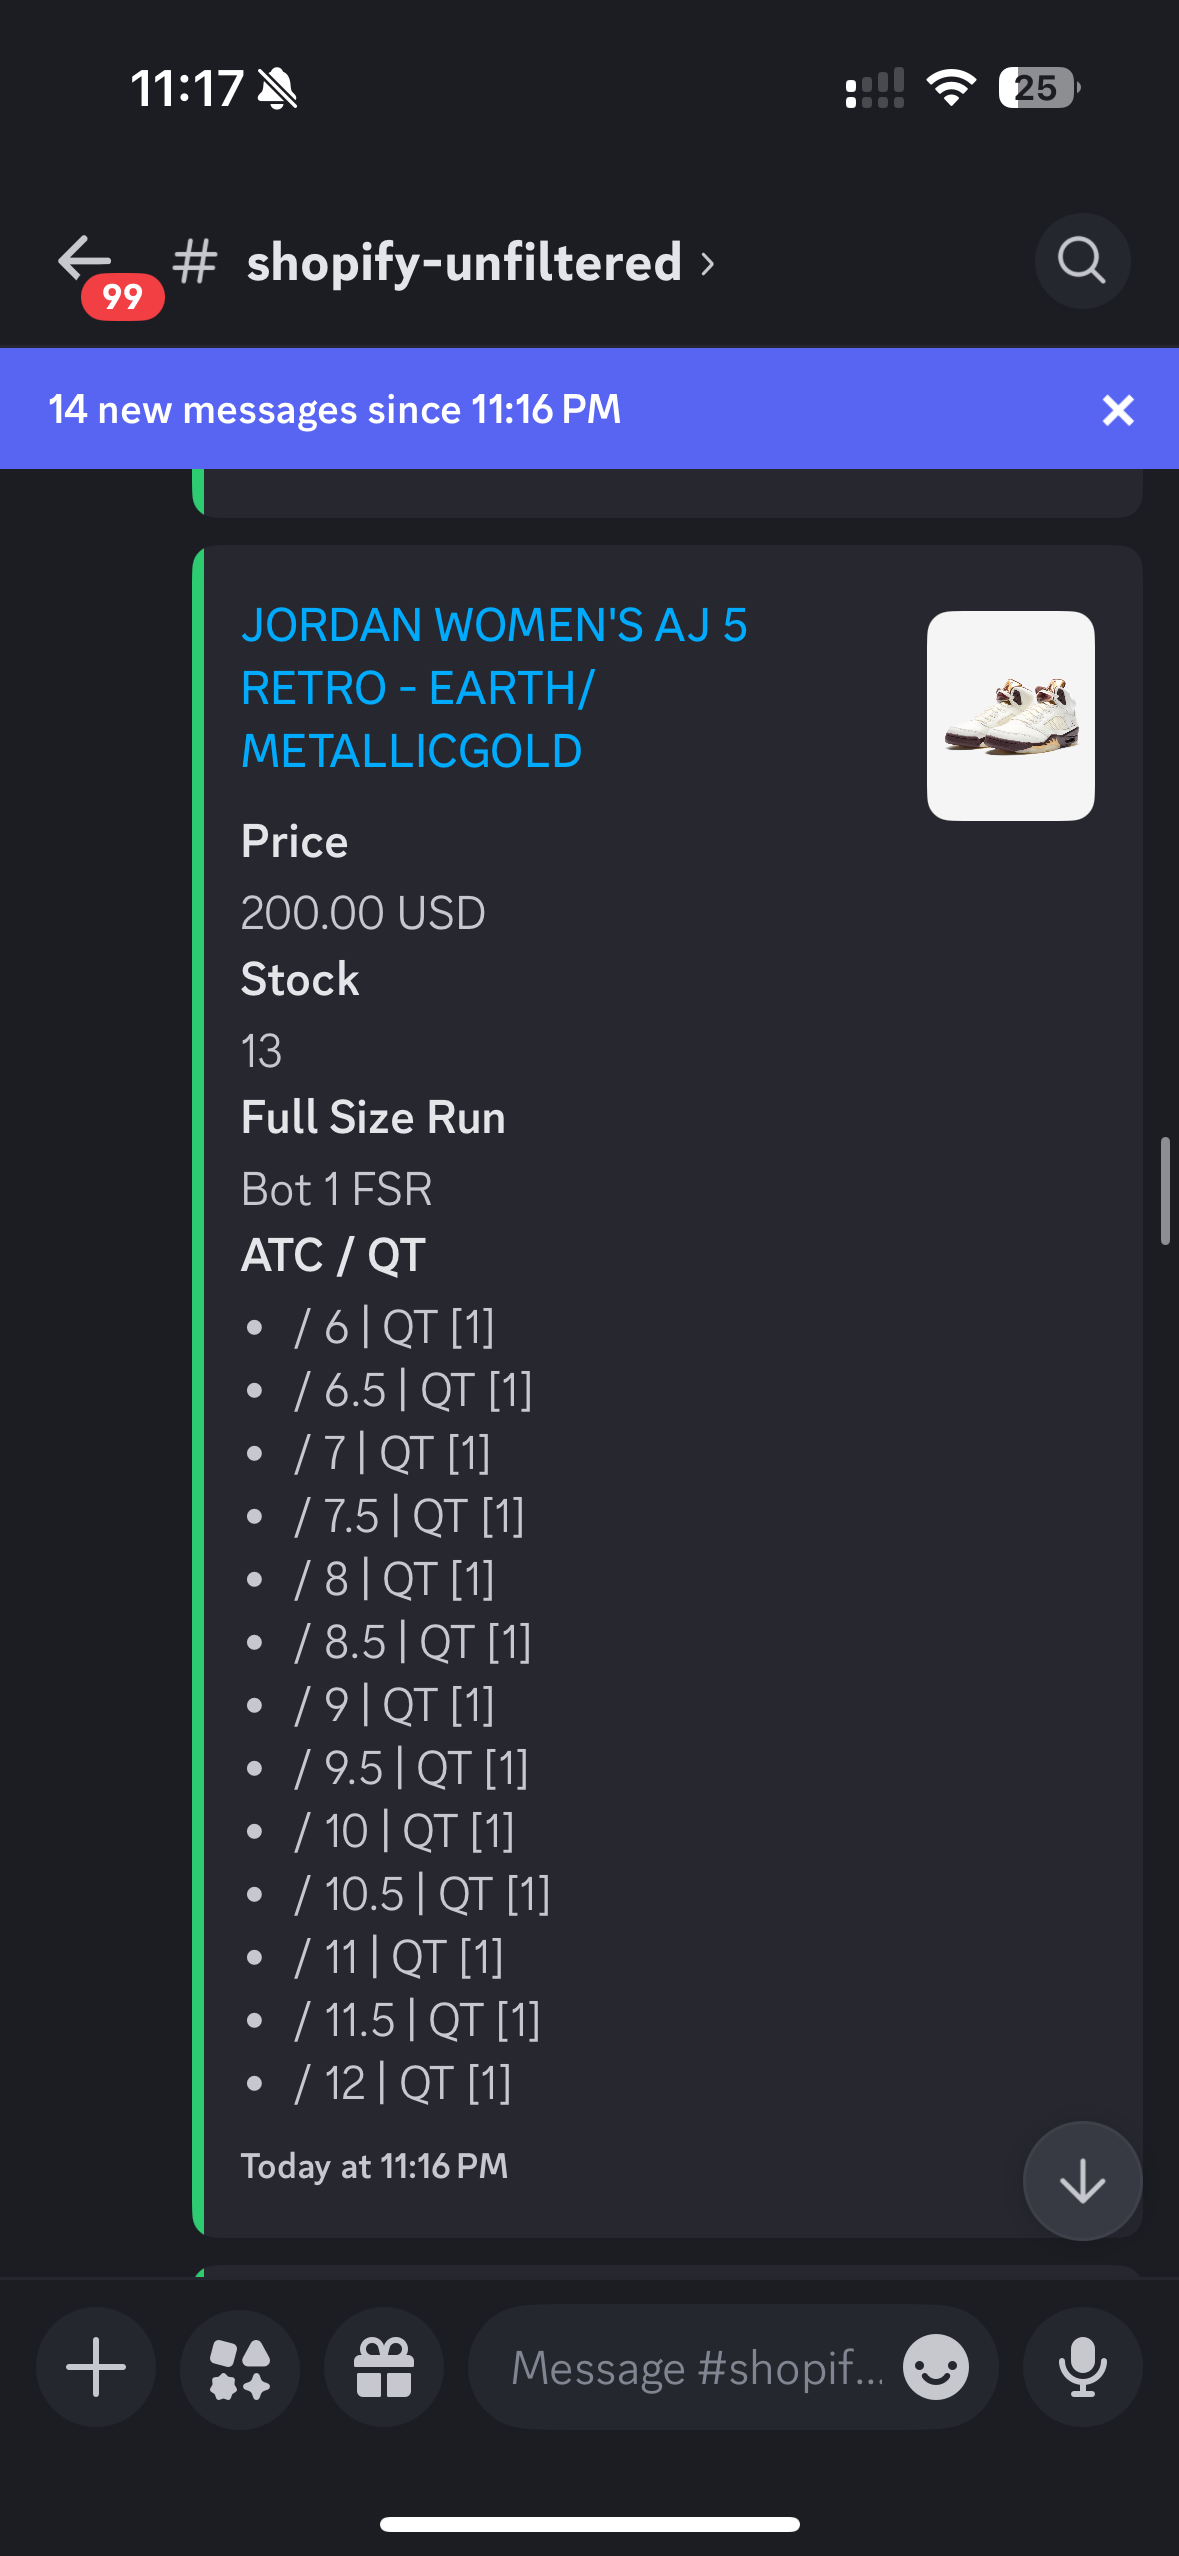 11:17
25
# shopify-unfiltered ›
99
14 new messages since 11:16 PM
JORDAN WOMEN'S AJ 5
RETRO - EARTH/
METALLICGOLD
Price
200.00 USD
Stock
13
Full Size Run
Bot 1 FSR
ATC / QT
• / 6 | QT [1]
• / 6.5 | QT [1]
• / 7 | QT [1]
• / 7.5 | QT [1]
• / 8 | QT [1]
• / 8.5 | QT [1]
• / 9 | QT [1]
• / 9.5 | QT [1]
• / 10 | QT [1]
• / 10.5 | QT [1]
• / 11 | QT [1]
• / 11.5 | QT [1]
• / 12 | QT [1]
Today at 11:16 PM
Message #shopif...